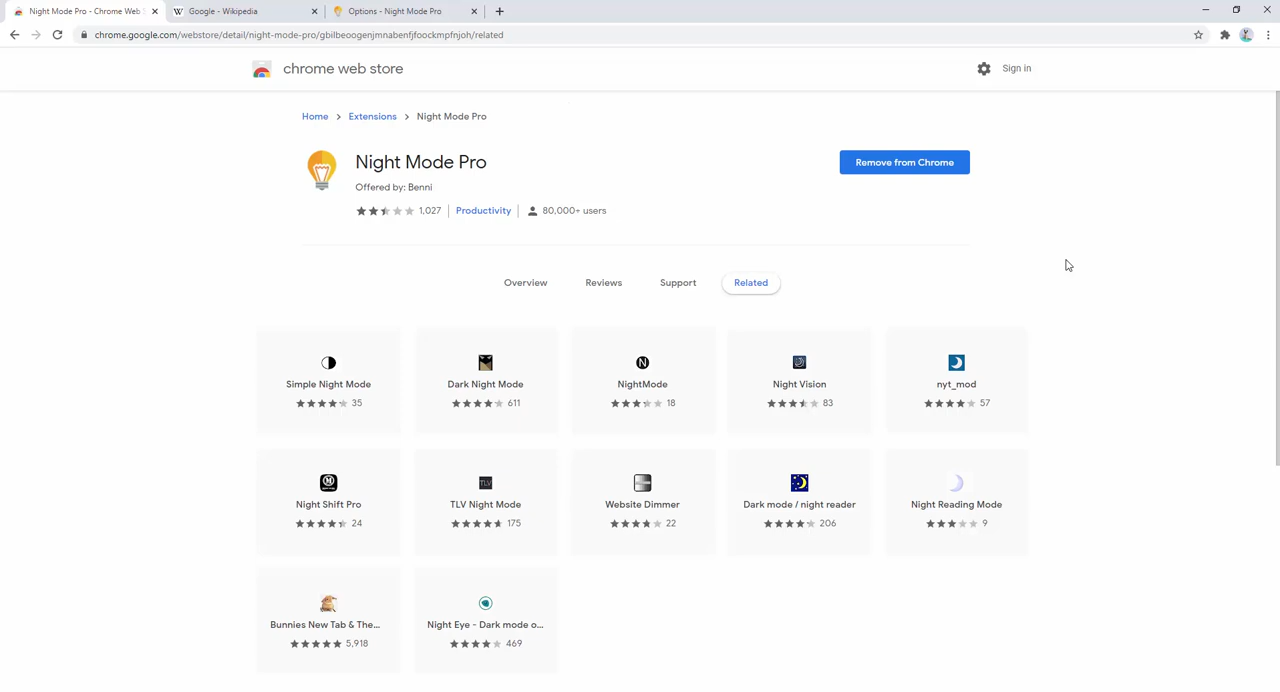 Night Mode Pro - Chrome Web S
Google - Wikipedia
Options - Night Mode Pro
chrome.google.com/webstore/detail/night-mode-pro/gbilbeoogenjmnabenfjfoockmpfnjoh/related
chrome web store
Sign in
Home > Extensions > Night Mode Pro
Night Mode Pro
Remove from Chrome
Offered by: Benni
1,027 | Productivity | 80,000+ users
Overview
Reviews
Support
Related
Simple Night Mode
35
Dark Night Mode
611
NightMode
18
Night Vision
83
nyt_mod
57
Night Shift Pro
24
TLV
TLV Night Mode
175
Website Dimmer
22
Dark mode / night reader
206
Night Reading Mode
9
Bunnies New Tab & The...
5,918
Night Eye - Dark mode o...
469